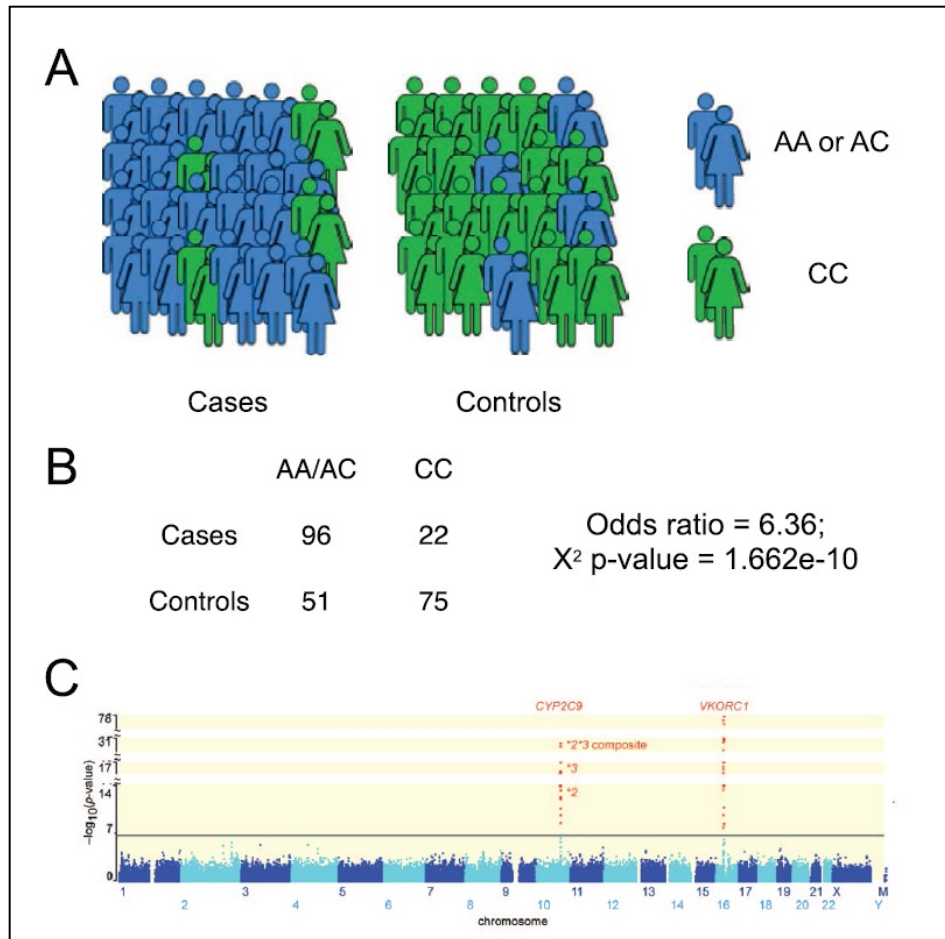 A
AA or AC
CC
Cases Controls
B
AA/AC CC
Cases 96 22
Controls 51 75
Odds ratio = 6.36;
X² p-value = 1.662e-10
C
CYP2C9 VKORC1
78
31
*2*3 composite
17
*3
14
*2
7
0
–log10(p-value)
1 3 5 7 9 11 13 15 17 19 21 X M
2 4 6 8 10 12 14 16 18 20 22 Y
chromosome